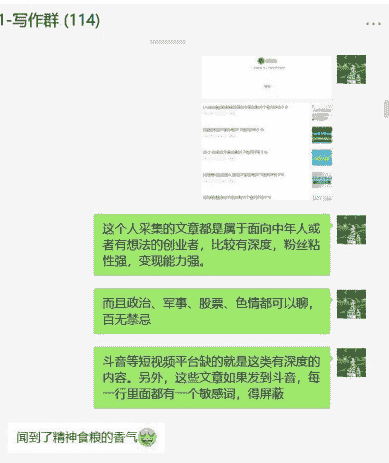 1-写作群 (114)
...
这个人采集的文章都是属于面向中年人或
者有想法的创业者，比较有深度，粉丝粘
性强，变现能力强。
而且政治、军事、股票、色情都可以聊，
百无禁忌
斗音等短视频平台缺的就是这类有深度的
内容。另外，这些文章如果发到斗音，每
一行里面都有一个敏感词，得屏蔽
闻到了精神食粮的香气